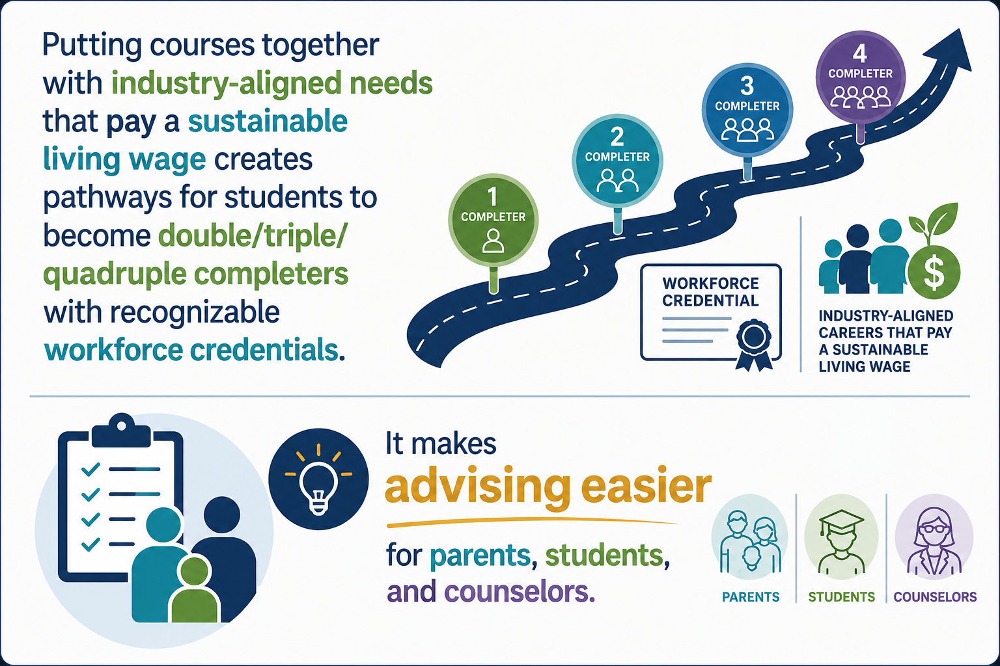 Putting courses together
with industry-aligned needs
that pay a sustainable
living wage creates
pathways for students to
become double/triple/
quadruple completers
with recognizable
workforce credentials.
1
COMPLETER
2
COMPLETER
3
COMPLETER
4
COMPLETER
WORKFORCE
CREDENTIAL
$
INDUSTRY-ALIGNED
CAREERS THAT PAY
A SUSTAINABLE
LIVING WAGE
It makes
advising easier
for parents, students,
and counselors.
PARENTS
STUDENTS
COUNSELORS